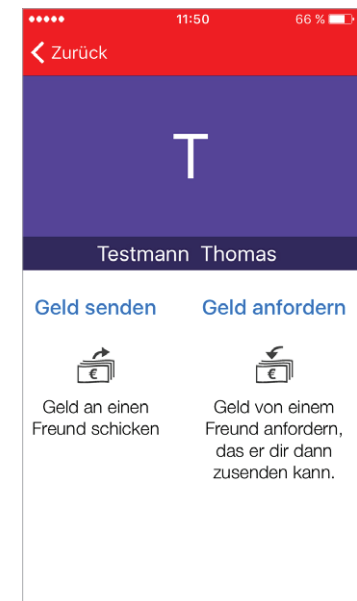 11:50 66 %
Zurück
T
Testmann Thomas
Geld senden
Geld anfordern
€
€
Geld an einen
Freund schicken
Geld von einem
Freund anfordern,
das er dir dann
zusenden kann.